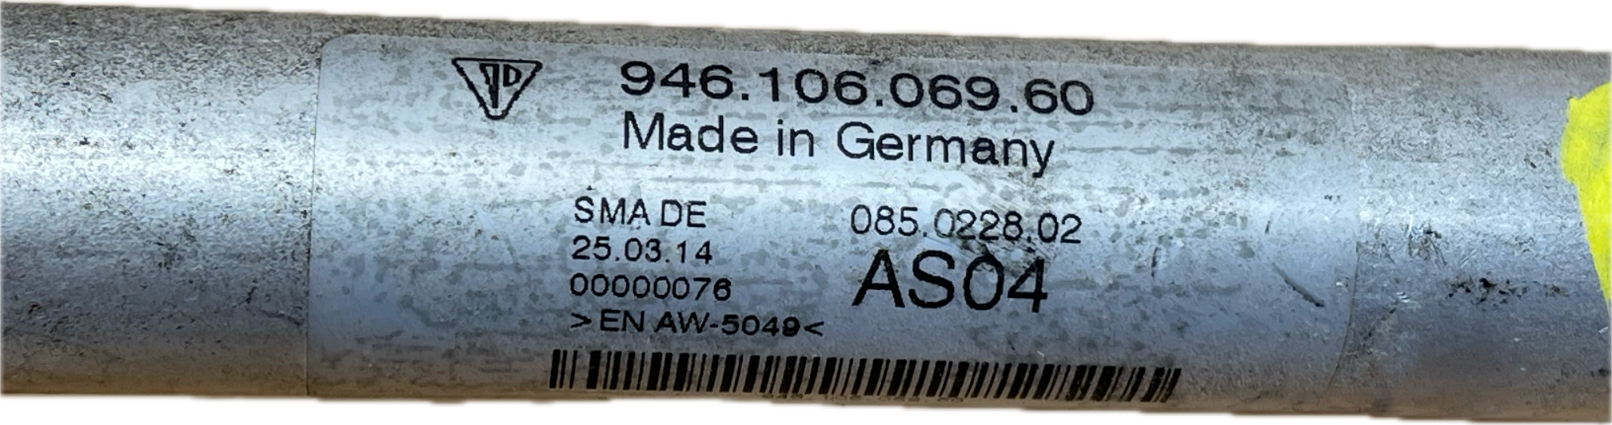 946.106.069.60
Made in Germany
SMA DE
085.0228.02
25.03.14
AS04
00000076
>EN AW-5049<